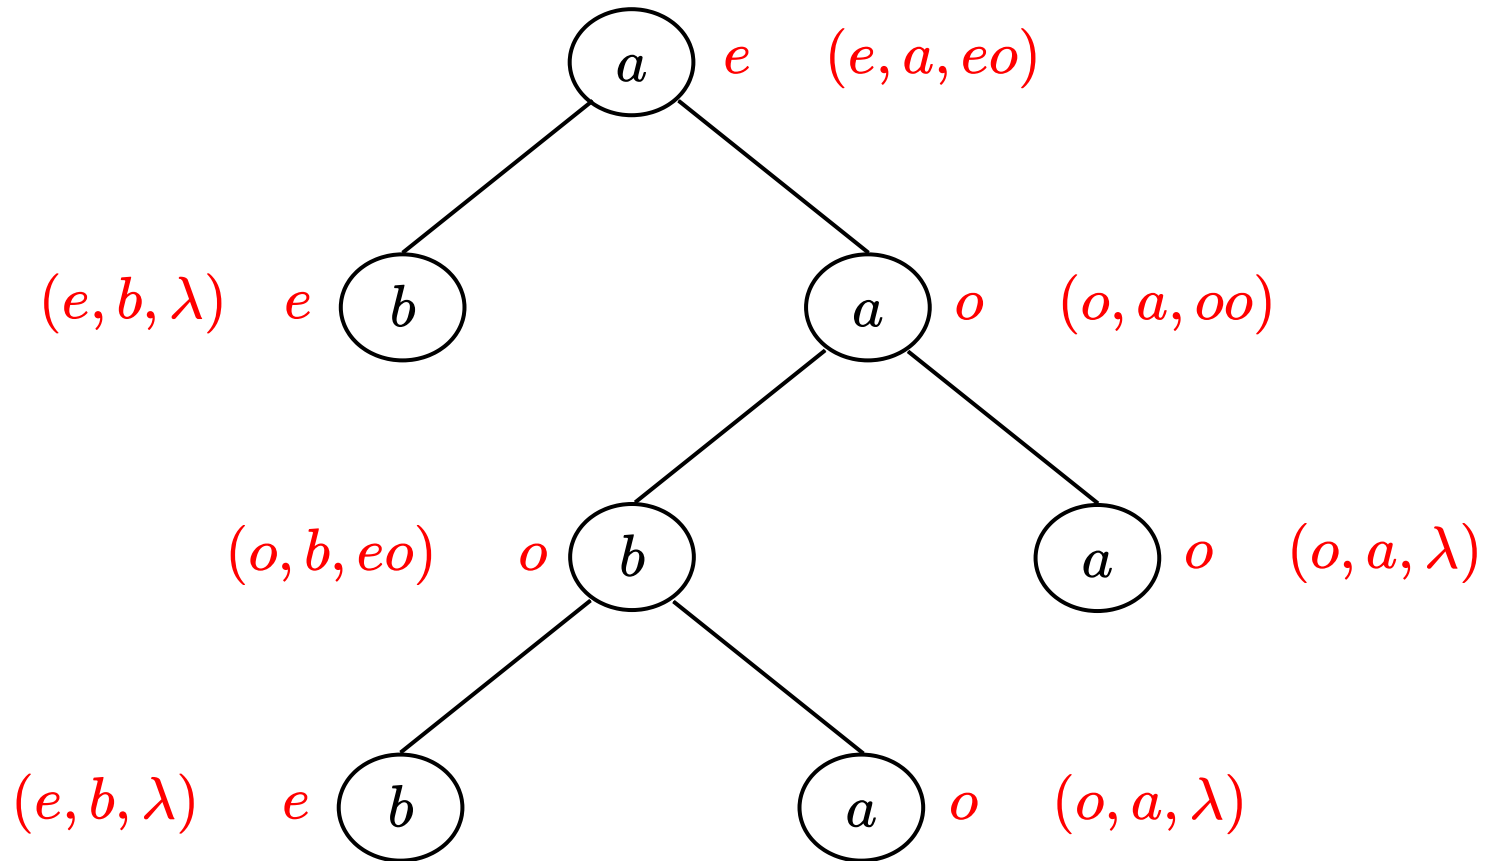 a e (e, a, eo)
(e, b, λ) e b a o (o, a, oo)
(o, b, eo) o b a o (o, a, λ)
(e, b, λ) e b a o (o, a, λ)